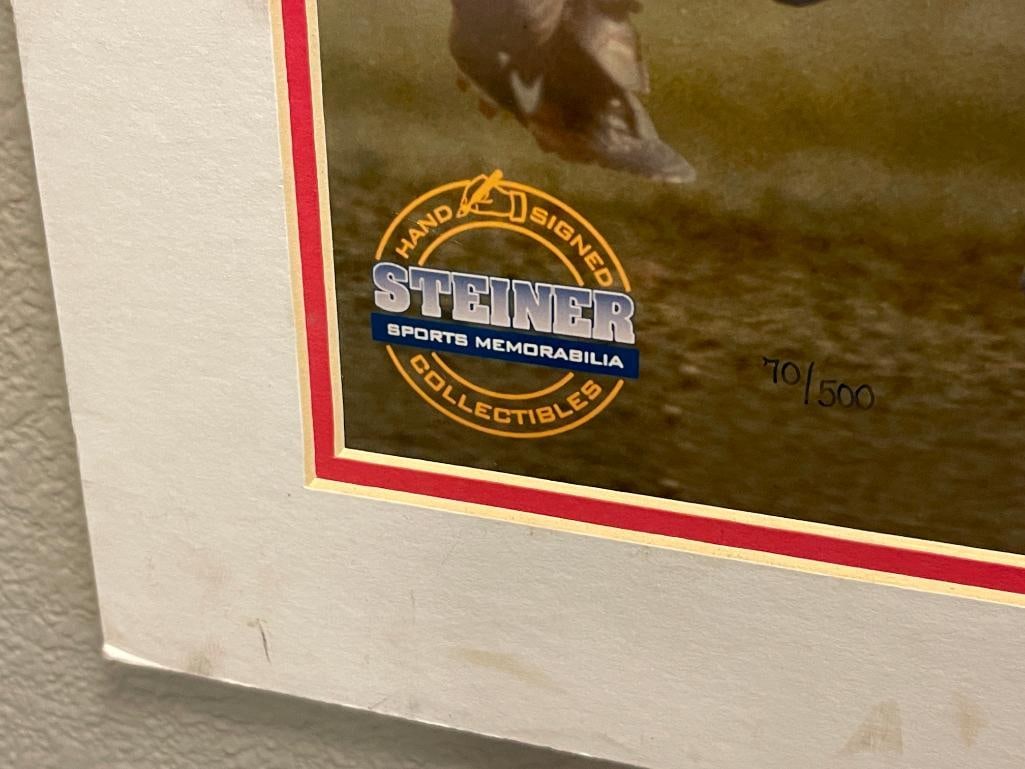 HAND SIGNED
STEINER
SPORTS MEMORABILIA
COLLECTIBLES
70/500